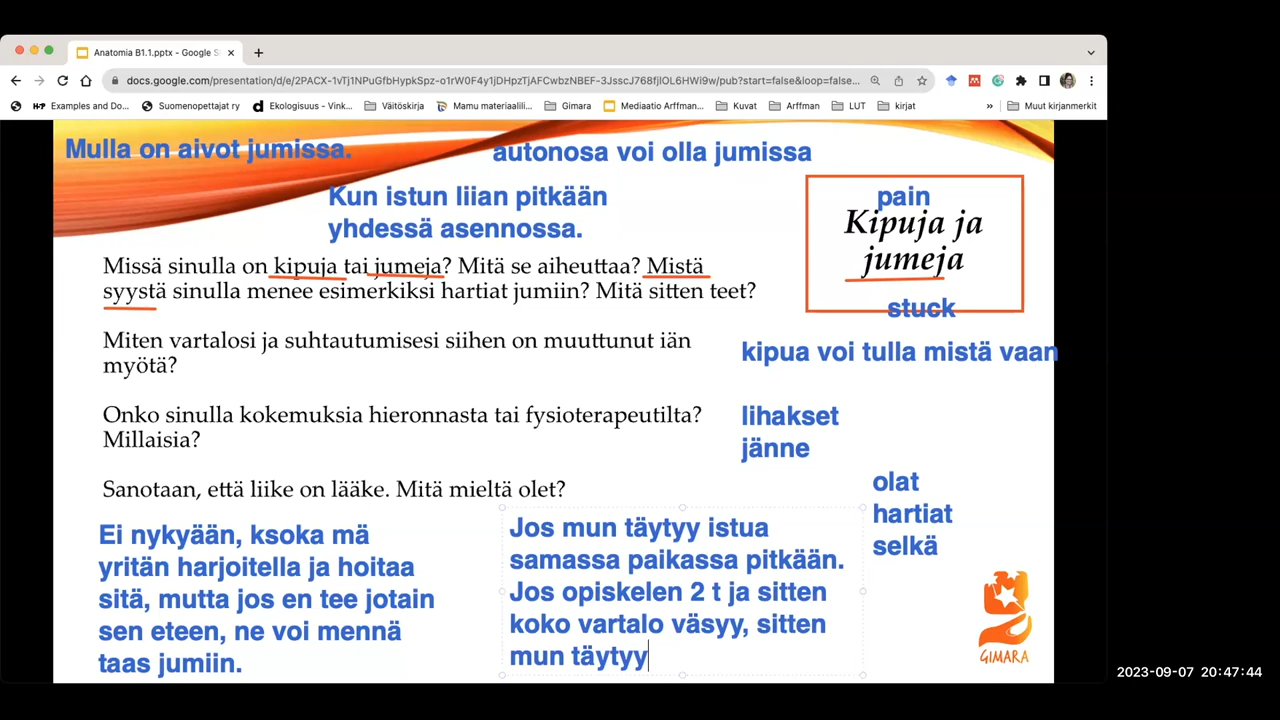 Anatomia B1.1.pptx - Google S
docs.google.com/presentation/d/e/2PACX-1vTj1NPuGfbHypkSpz-o1rW0F4y1jDHpzTjAFCwbzNBEF-3JsscJ768fjlOL6HWi9w/pub?start=false&loop=false...
Examples and Do...
Suomenopettajat ry
Ekologisuus - Vink...
Väitöskirja
Mamu materiaalili...
Gimara
Mediaatio Arffman...
Kuvat
Arffman
LUT
kirjat
»
Muut kirjanmerkit
Mulla on aivot jumissa.
autonosa voi olla jumissa
Kun istun liian pitkään
yhdessä asennossa.
pain
Kipuja ja
jumeja
stuck
Missä sinulla on kipuja tai jumeja? Mitä se aiheuttaa? Mistä
syystä sinulla menee esimerkiksi hartiat jumiin? Mitä sitten teet?
Miten vartalosi ja suhtautumisesi siihen on muuttunut iän
myötä?
kipua voi tulla mistä vaan
Onko sinulla kokemuksia hieronnasta tai fysioterapeutilta?
Millaisia?
lihakset
jänne
Sanotaan, että liike on lääke. Mitä mieltä olet?
olat
hartiat
selkä
Ei nykyään, ksoka mä
yritän harjoitella ja hoitaa
sitä, mutta jos en tee jotain
sen eteen, ne voi mennä
taas jumiin.
Jos mun täytyy istua
samassa paikassa pitkään.
Jos opiskelen 2 t ja sitten
koko vartalo väsyy, sitten
mun täytyy
GIMARA
2023-09-07 20:47:44